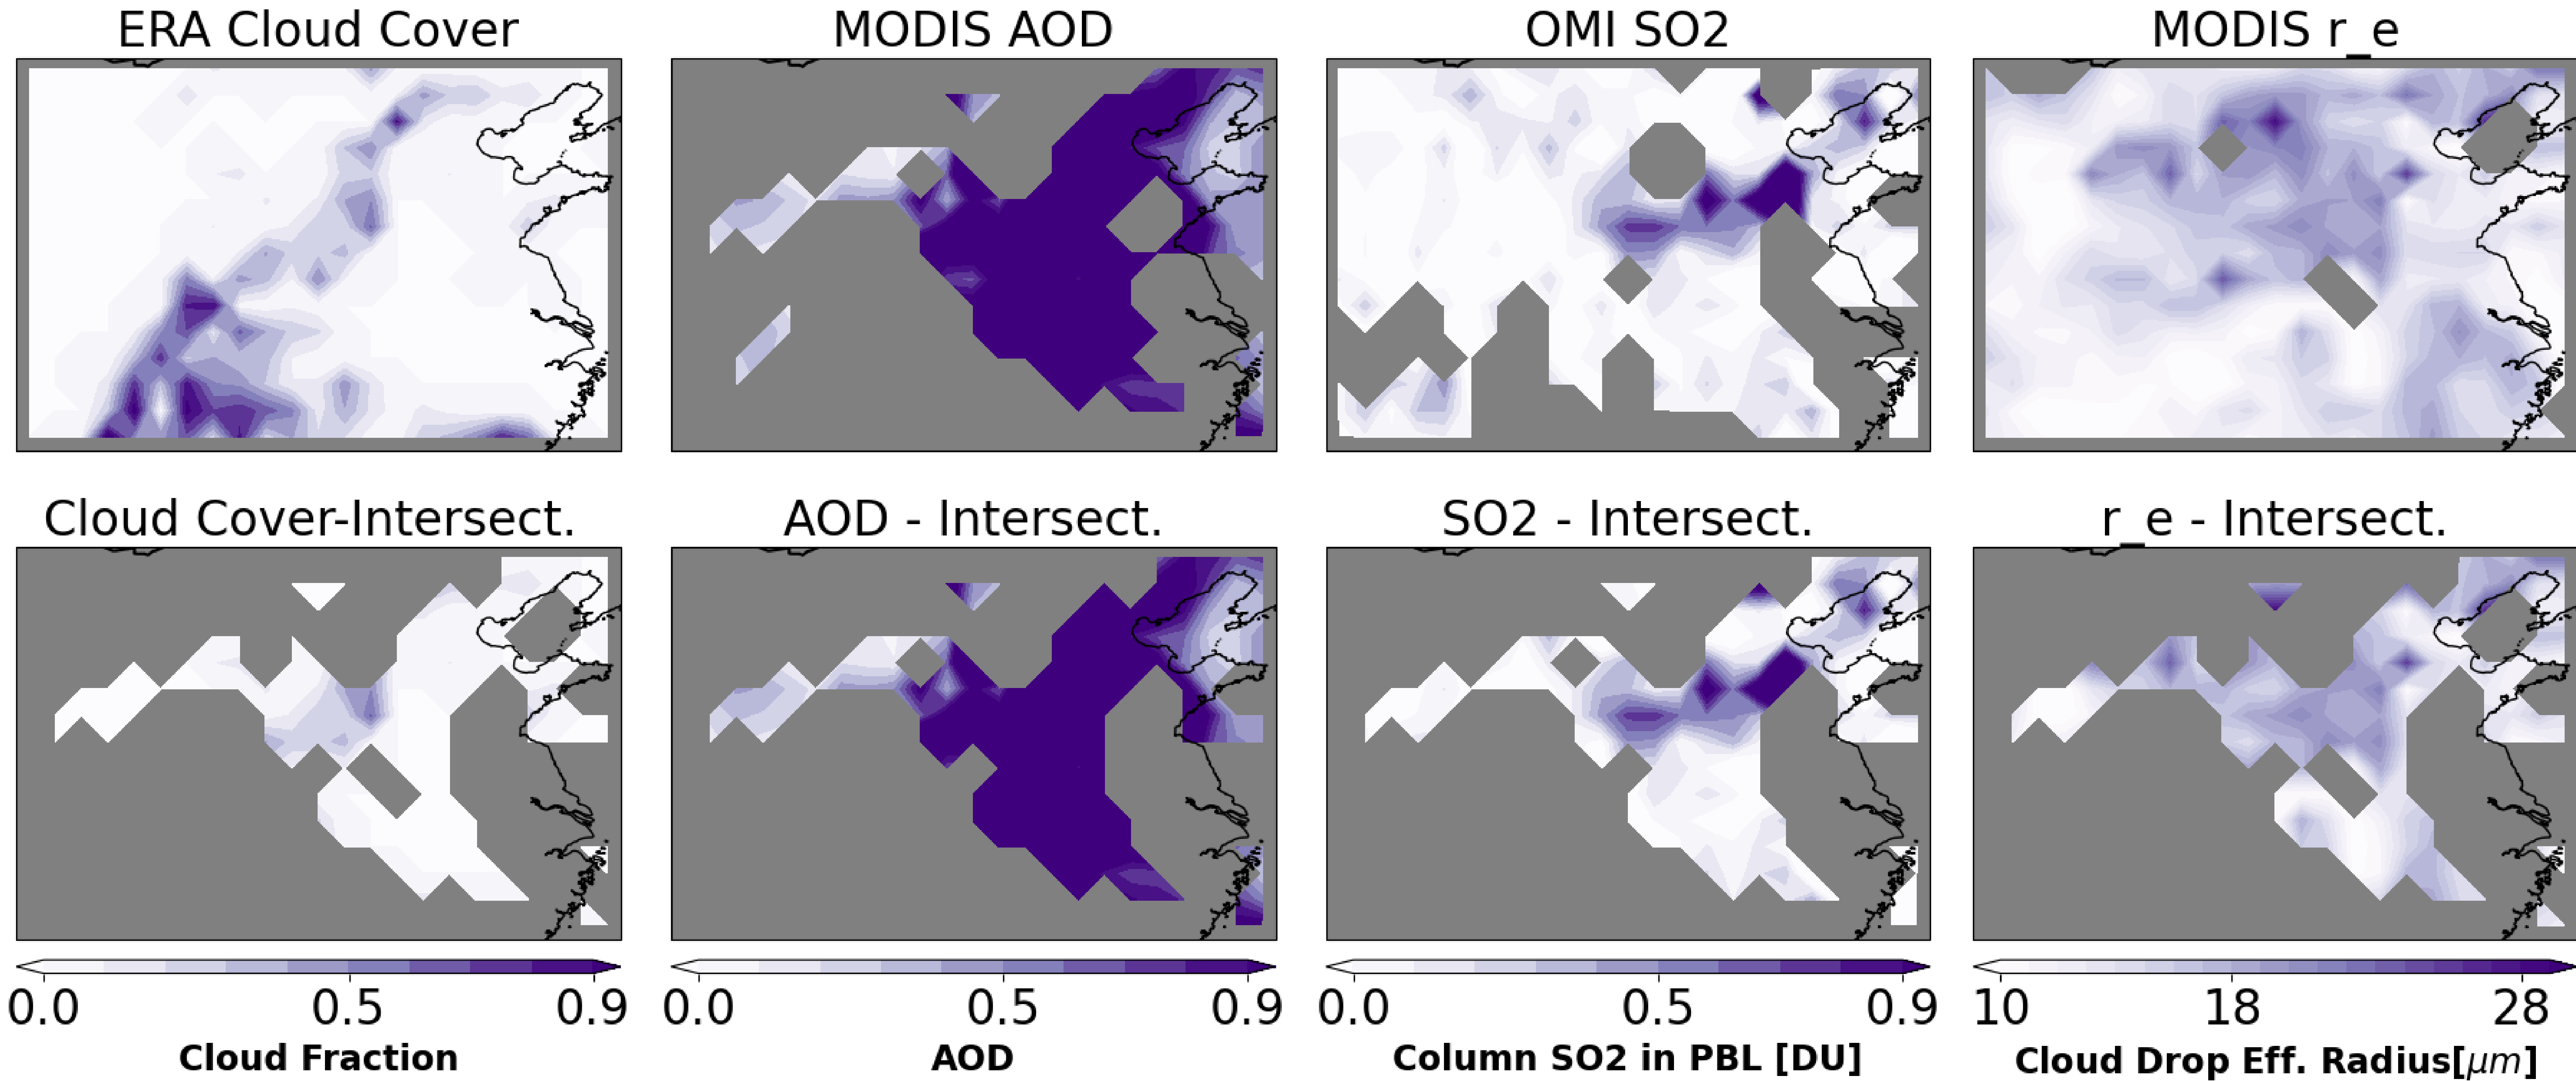 ERA Cloud Cover
MODIS AOD
OMI SO2
MODIS r_e
Cloud Cover-Intersect.
AOD - Intersect.
SO2 - Intersect.
r_e - Intersect.
0.0 0.5 0.9
Cloud Fraction
0.0 0.5 0.9
AOD
0.0 0.5 0.9
Column SO2 in PBL [DU]
10 18 28
Cloud Drop Eff. Radius[μm]